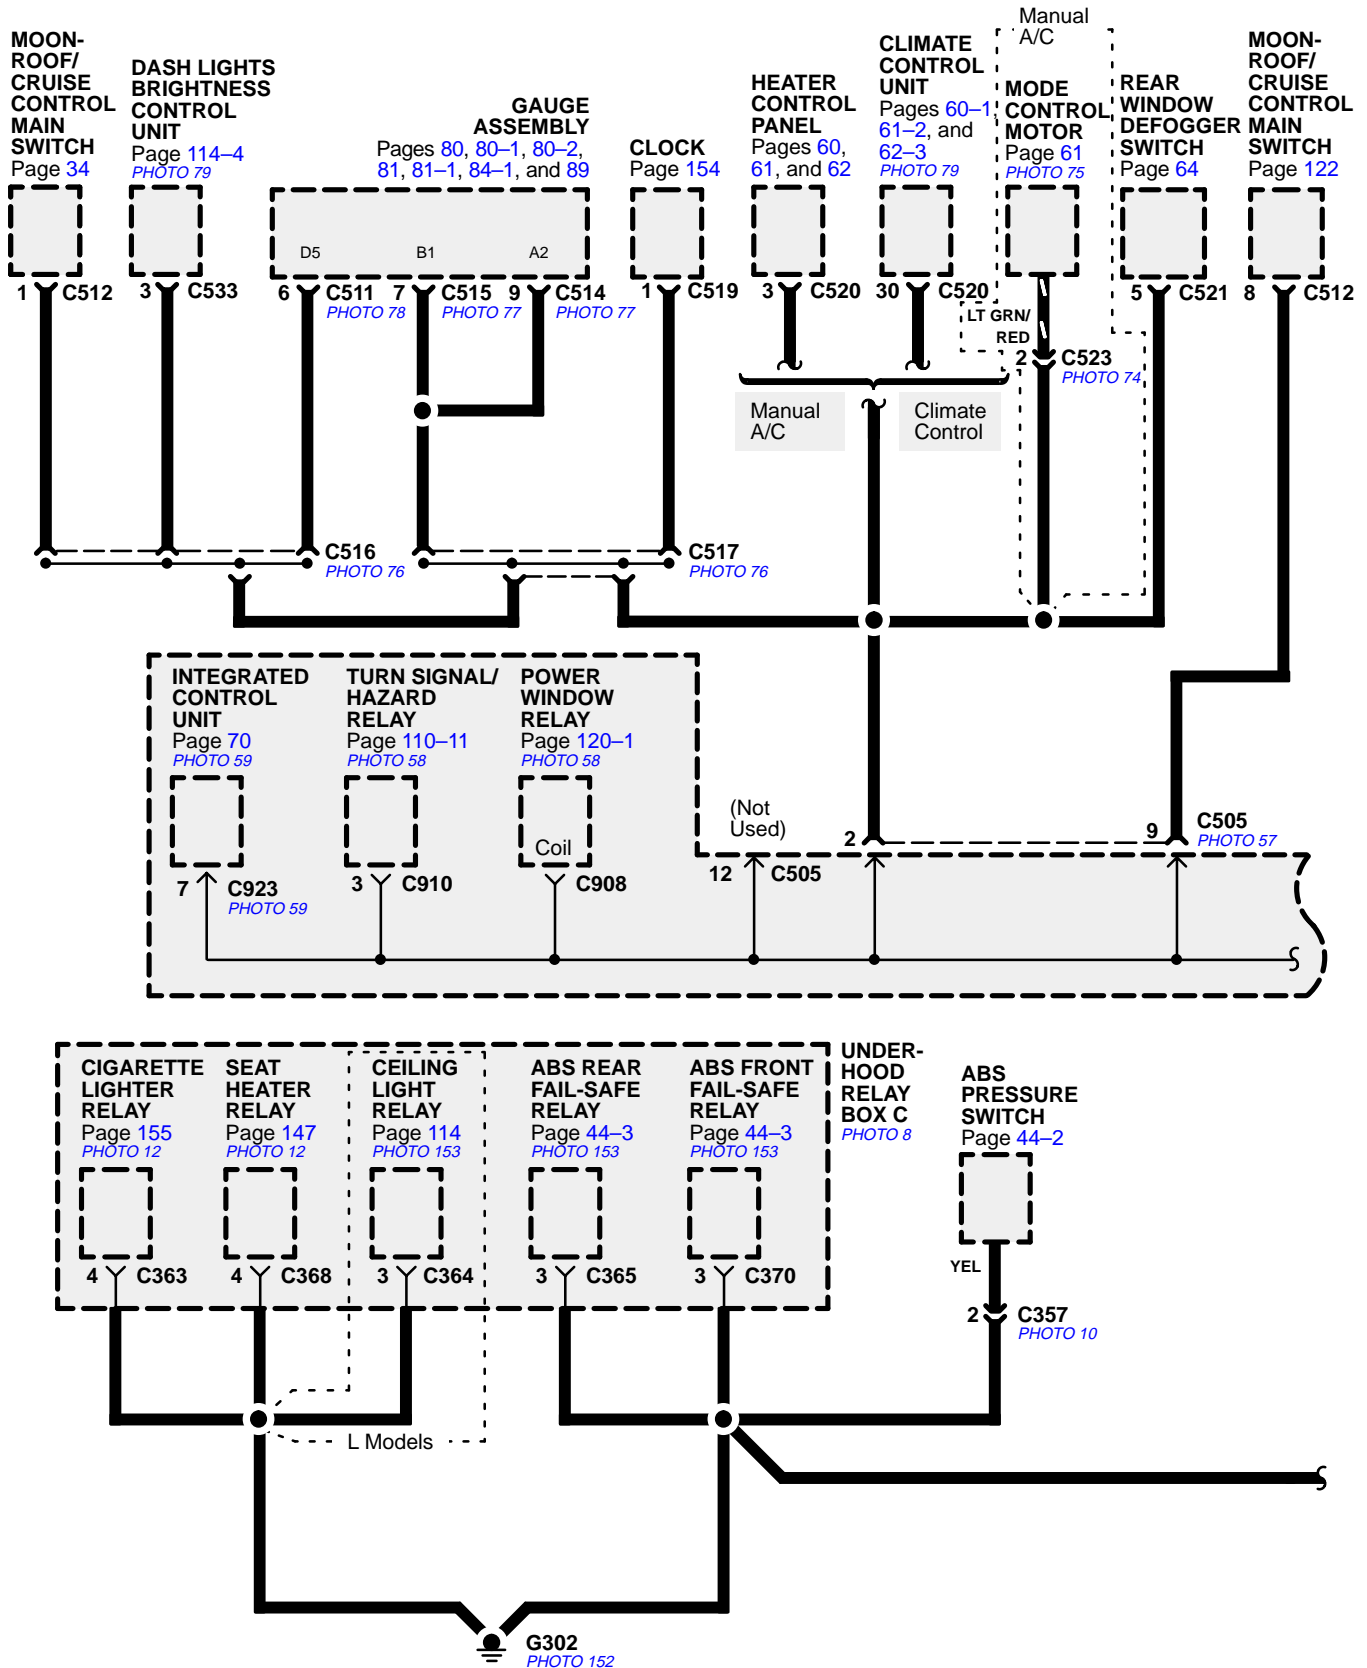 MOON-
ROOF/
CRUISE
CONTROL
MAIN
SWITCH
Page 34
DASH LIGHTS
BRIGHTNESS
CONTROL
UNIT
Page 114–4
PHOTO 79
GAUGE
ASSEMBLY
Pages 80, 80–1, 80–2,
81, 81–1, 84–1, and 89
CLOCK
Page 154
HEATER
CONTROL
PANEL
Pages 60,
61, and 62
CLIMATE
CONTROL
UNIT
Pages 60–1,
61–2, and
62–3
PHOTO 79
Manual
A/C
MODE
CONTROL
MOTOR
Page 61
PHOTO 75
REAR
WINDOW
DEFOGGER
SWITCH
Page 64
MOON-
ROOF/
CRUISE
CONTROL
MAIN
SWITCH
Page 122
D5
B1
A2
1 C512
3 C533
6 C511
PHOTO 78
7 C515
PHOTO 77
9 C514
PHOTO 77
1 C519
3 C520
30 C520
LT GRN/
RED
5 C521
8 C512
2 C523
PHOTO 74
Manual
A/C
Climate
Control
C516
PHOTO 76
C517
PHOTO 76
INTEGRATED
CONTROL
UNIT
Page 70
PHOTO 59
TURN SIGNAL/
HAZARD
RELAY
Page 110–11
PHOTO 58
POWER
WINDOW
RELAY
Page 120–1
PHOTO 58
Coil
(Not
Used)
2
9 C505
PHOTO 57
7 C923
PHOTO 59
3 C910
C908
12 C505
CIGARETTE
LIGHTER
RELAY
Page 155
PHOTO 12
SEAT
HEATER
RELAY
Page 147
PHOTO 12
CEILING
LIGHT
RELAY
Page 114
PHOTO 153
ABS REAR
FAIL-SAFE
RELAY
Page 44–3
PHOTO 153
ABS FRONT
FAIL-SAFE
RELAY
Page 44–3
PHOTO 153
UNDER-
HOOD
RELAY
BOX C
PHOTO 8
ABS
PRESSURE
SWITCH
Page 44–2
4 C363
4 C368
3 C364
3 C365
3 C370
YEL
2 C357
PHOTO 10
L Models
G302
PHOTO 152